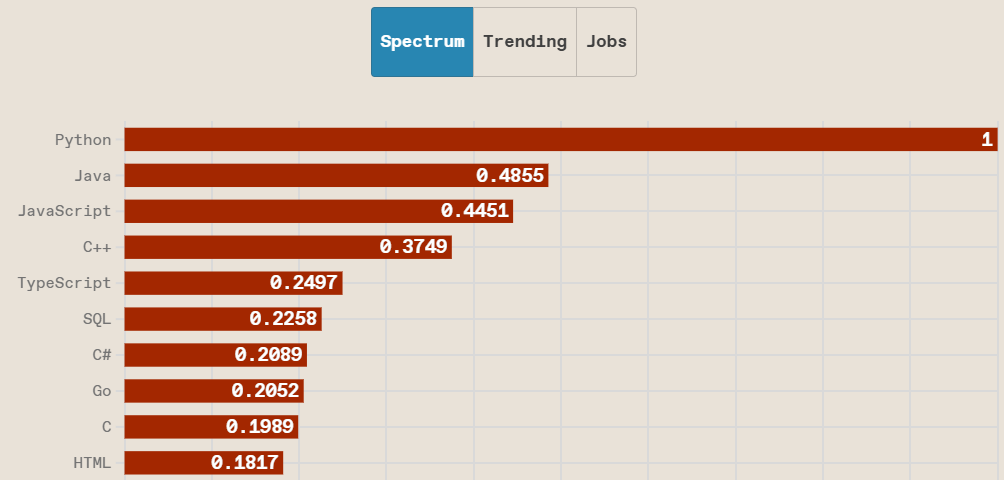 Spectrum Trending Jobs
Python 1
Java 0.4855
JavaScript 0.4451
C++ 0.3749
TypeScript 0.2497
SQL 0.2258
C# 0.2089
Go 0.2052
C 0.1989
HTML 0.1817